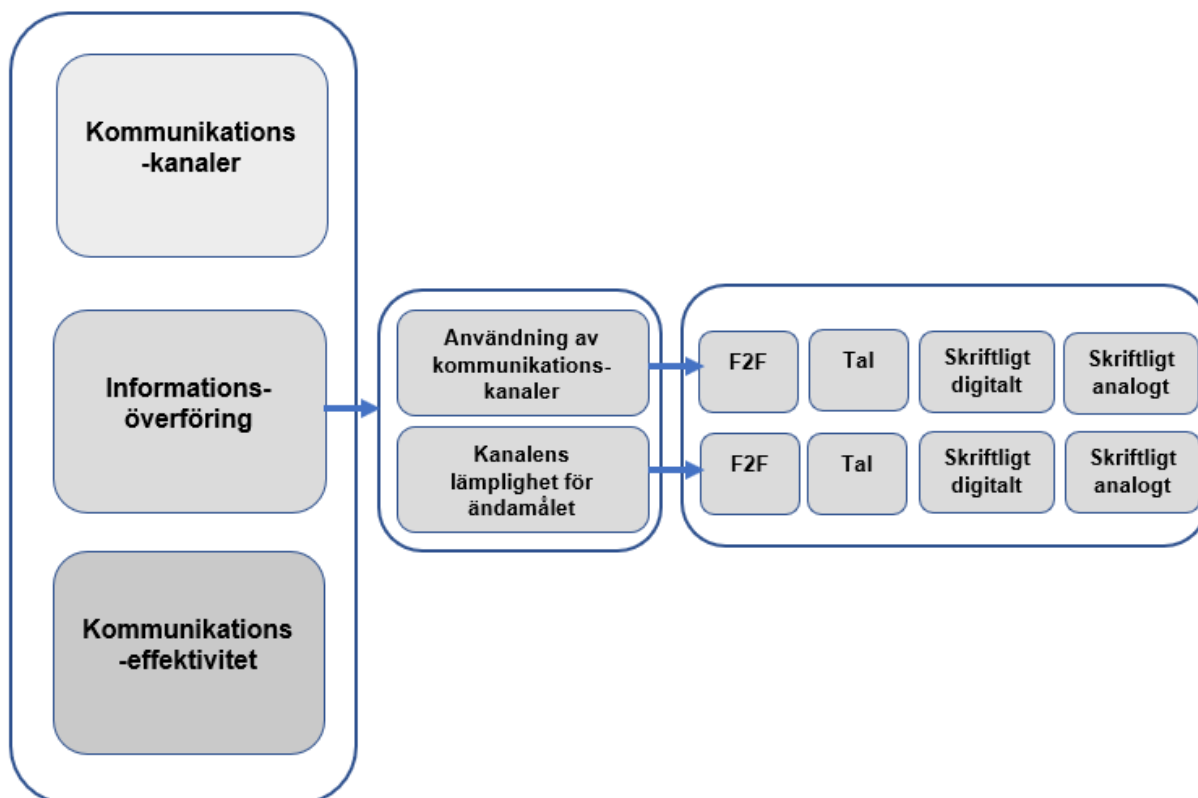 Kommunikations
-kanaler
Informations-
överföring
Kommunikations
-effektivitet
Användning av
kommunikations-
kanaler
Kanalens
lämplighet för
ändamålet
F2F
Tal
Skriftligt
digitalt
Skriftligt
analogt
F2F
Tal
Skriftligt
digitalt
Skriftligt
analogt